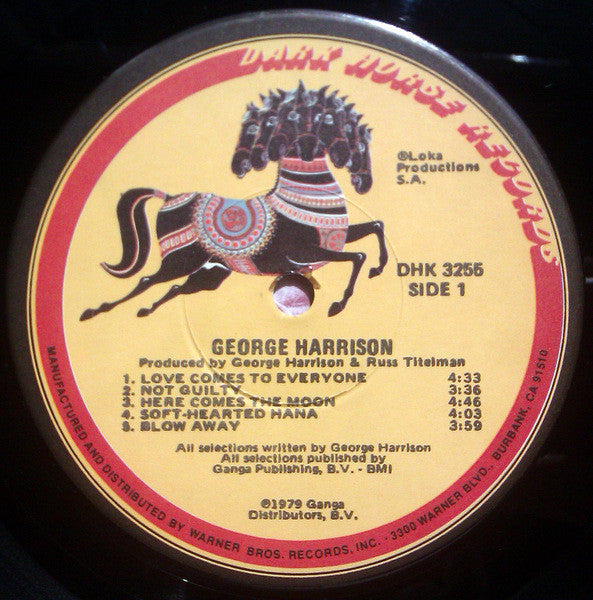 DARK HORSE RECORDS
®Loka
Productions
S.A.
DHK 3255
SIDE 1
GEORGE HARRISON
Produced by George Harrison & Russ Titelman
1. LOVE COMES TO EVERYONE 4:33
2. NOT GUILTY 3:36
3. HERE COMES THE MOON 4:46
4. SOFT-HEARTED HANA 4:03
5. BLOW AWAY 3:59
All selections written by George Harrison
All selections published by
Ganga Publishing, B.V. - BMI
℗1979 Ganga
Distributors, B.V.
MANUFACTURED AND DISTRIBUTED BY WARNER BROS. RECORDS, INC. - 3300 WARNER BLVD., BURBANK, CA 91510